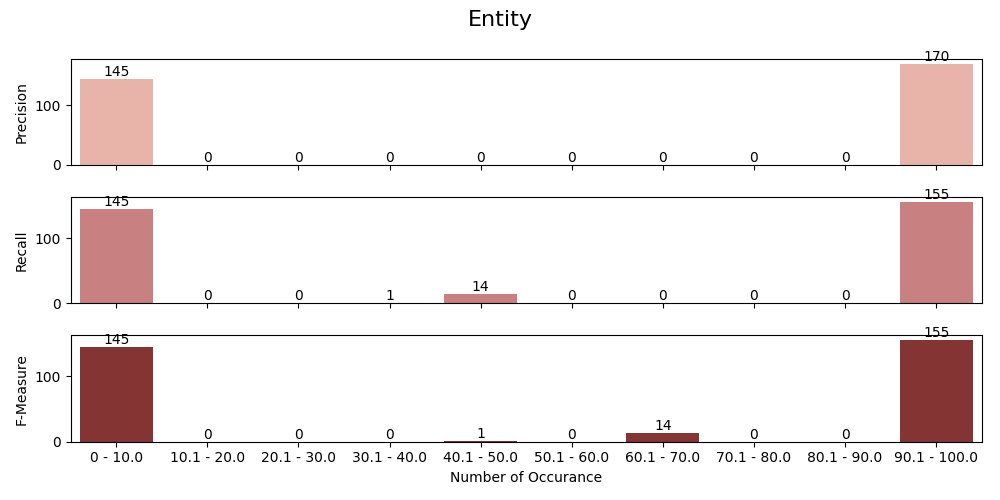 Entity
Precision
100
0
145 0 0 0 0 0 0 0 0 170
Recall
100
0
145 0 0 1 14 0 0 0 0 155
F-Measure
100
0
145 0 0 0 1 0 14 0 0 155
0 - 10.0 10.1 - 20.0 20.1 - 30.0 30.1 - 40.0 40.1 - 50.0 50.1 - 60.0 60.1 - 70.0 70.1 - 80.0 80.1 - 90.0 90.1 - 100.0
Number of Occurance